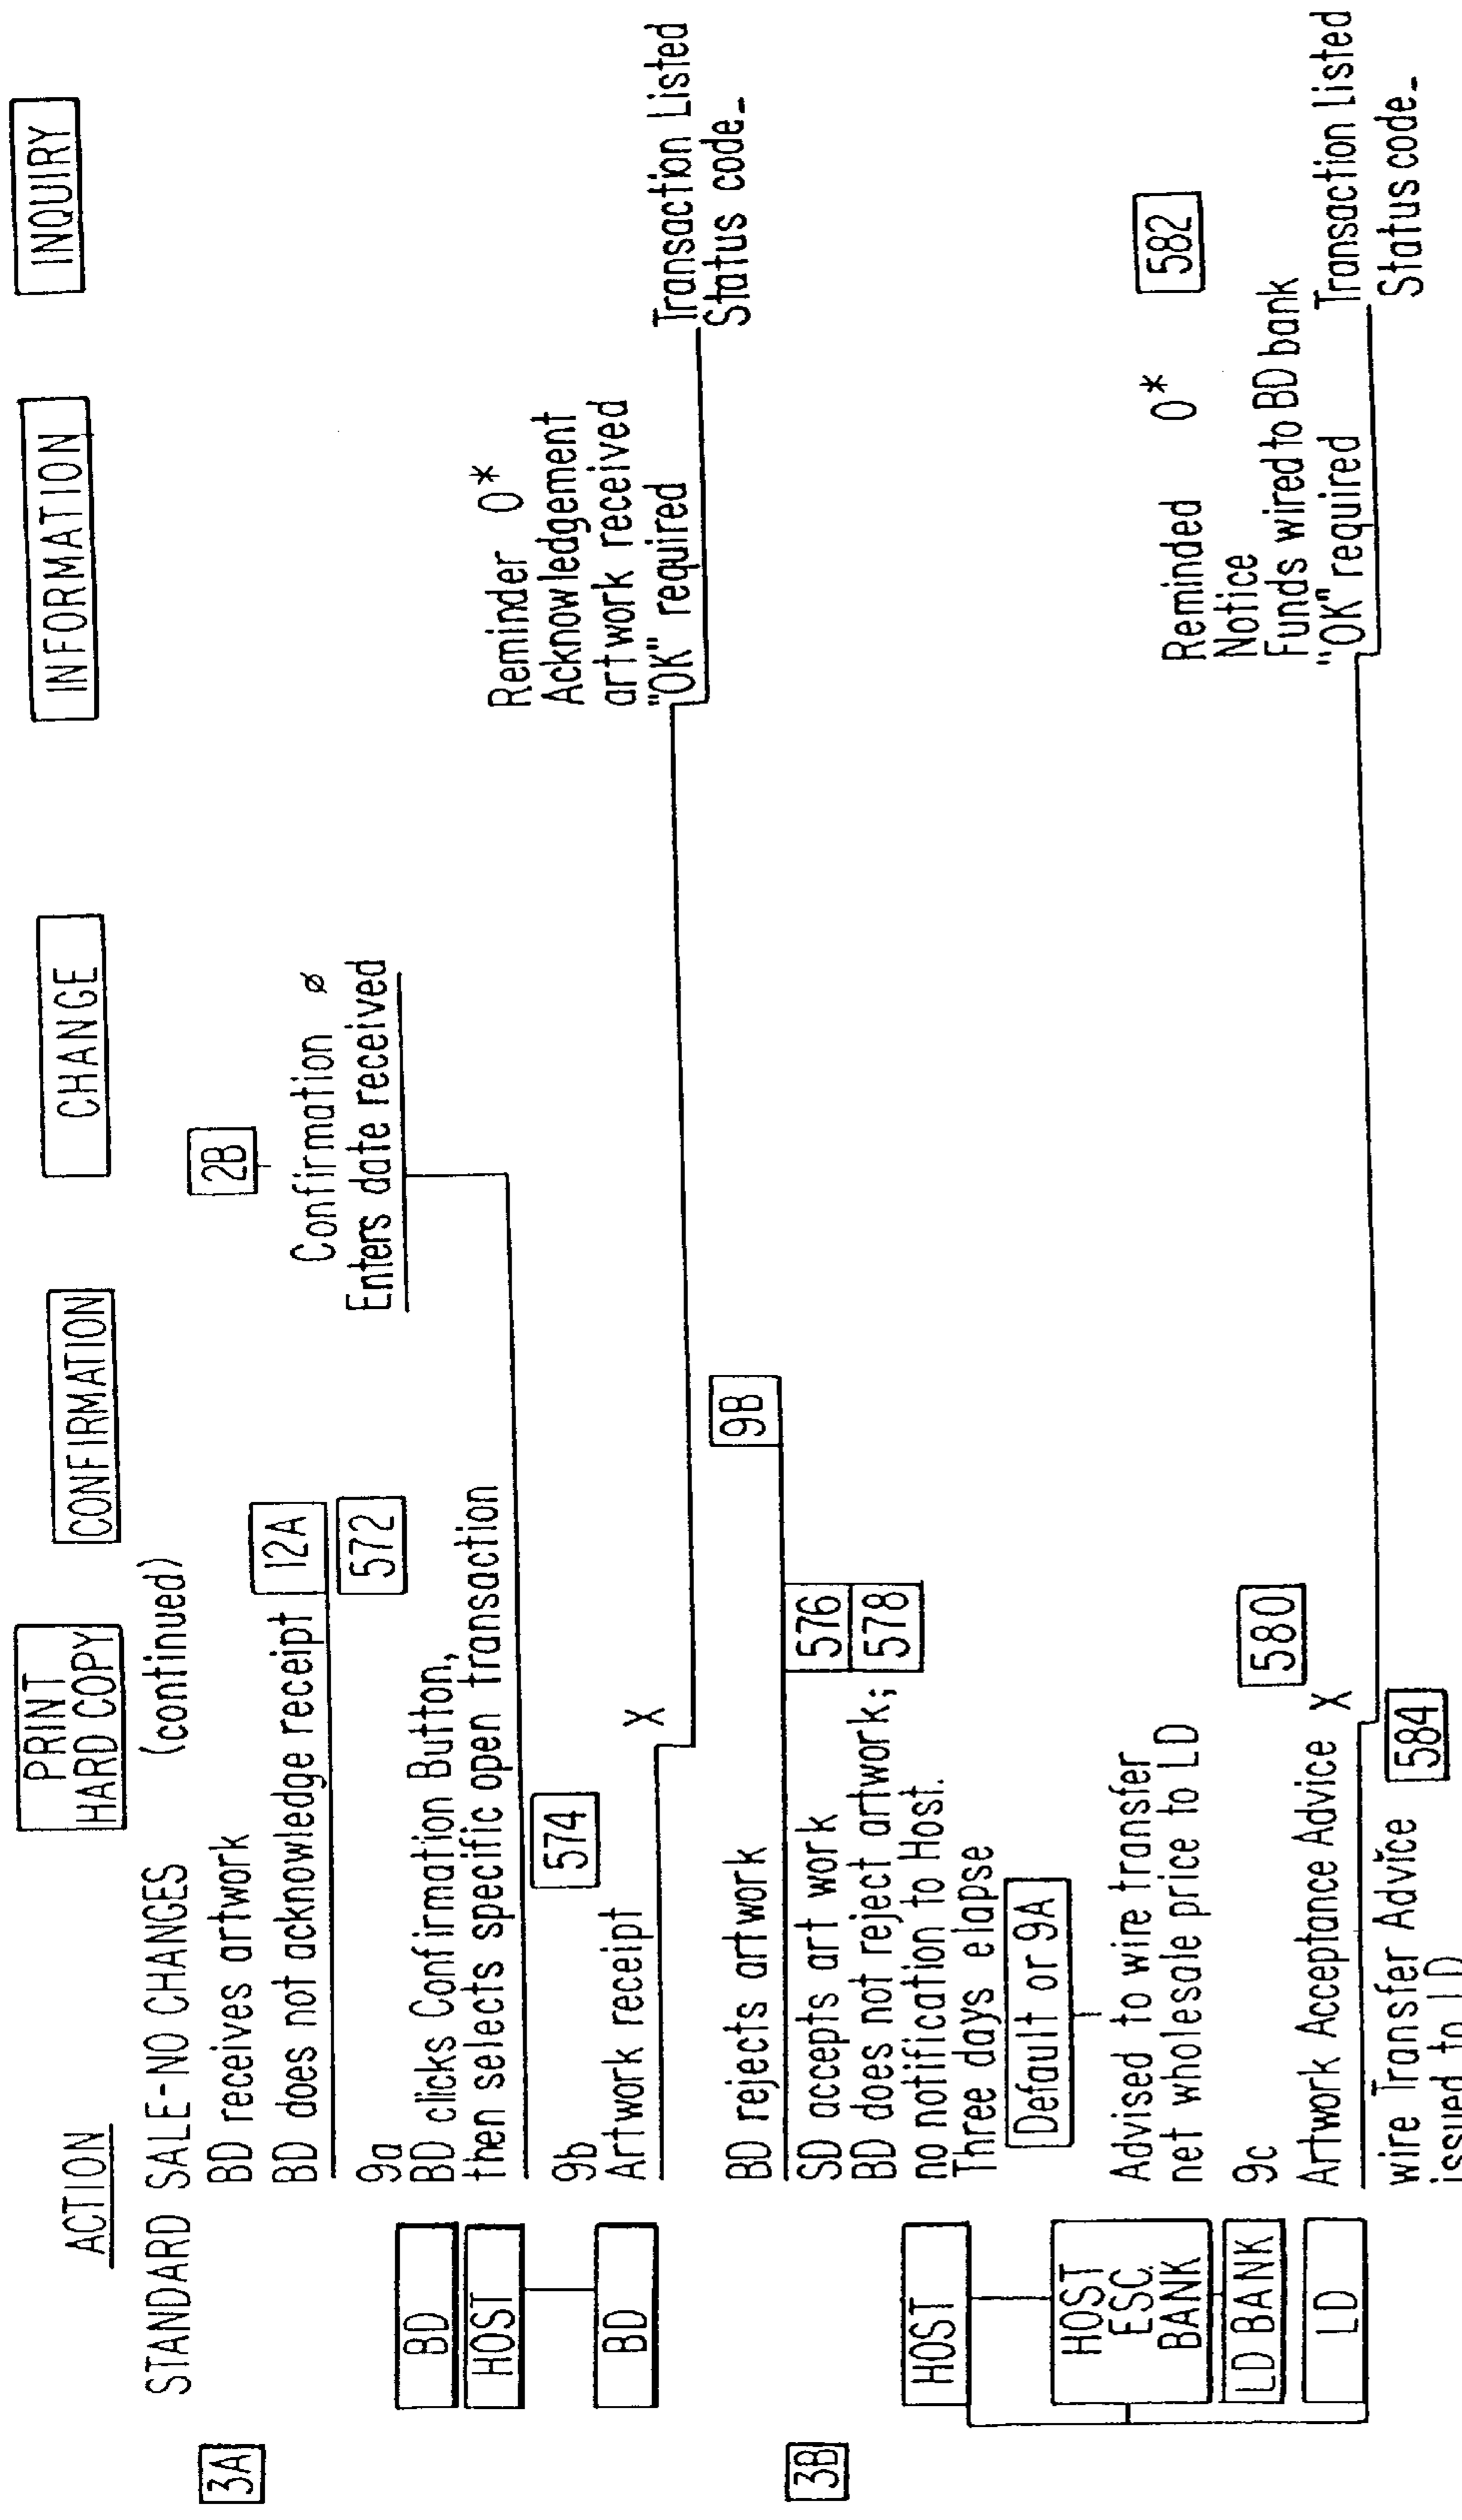 ACTION
PRINT
HARD COPY
CONFIRMATION
CHANGE
INFORMATION
INQUIRY
STANDARD SALE-NO CHANGES (continued)
3A
BD receives artwork
2B
BD does not acknowledge receipt 12A
Confirmation ø
Enters date received
9a
572
BD
BD clicks Confirmation Button,
HOST
then selects specific open transaction
Reminder O*
Acknowledgement
artwork received
"OK" required
9b
574
BD
Artwork receipt X
Transaction Listed
Status code_
BD rejects artwork
9B
3B
SD accepts art work 576
BD does not reject artwork; 578
HOST
no notification to Host.
Three days elapse
Default or 9A
HOST
ESC.
BANK
Advised to wire transfer
net wholesale price to LD
Reminded O*
582
Notice
Funds wired to BD bank
"OK" required
LD BANK
9c
580
LD
Artwork Acceptance Advice X
Transaction Listed
Status code_
wire Transfer Advice 584
issued to LD